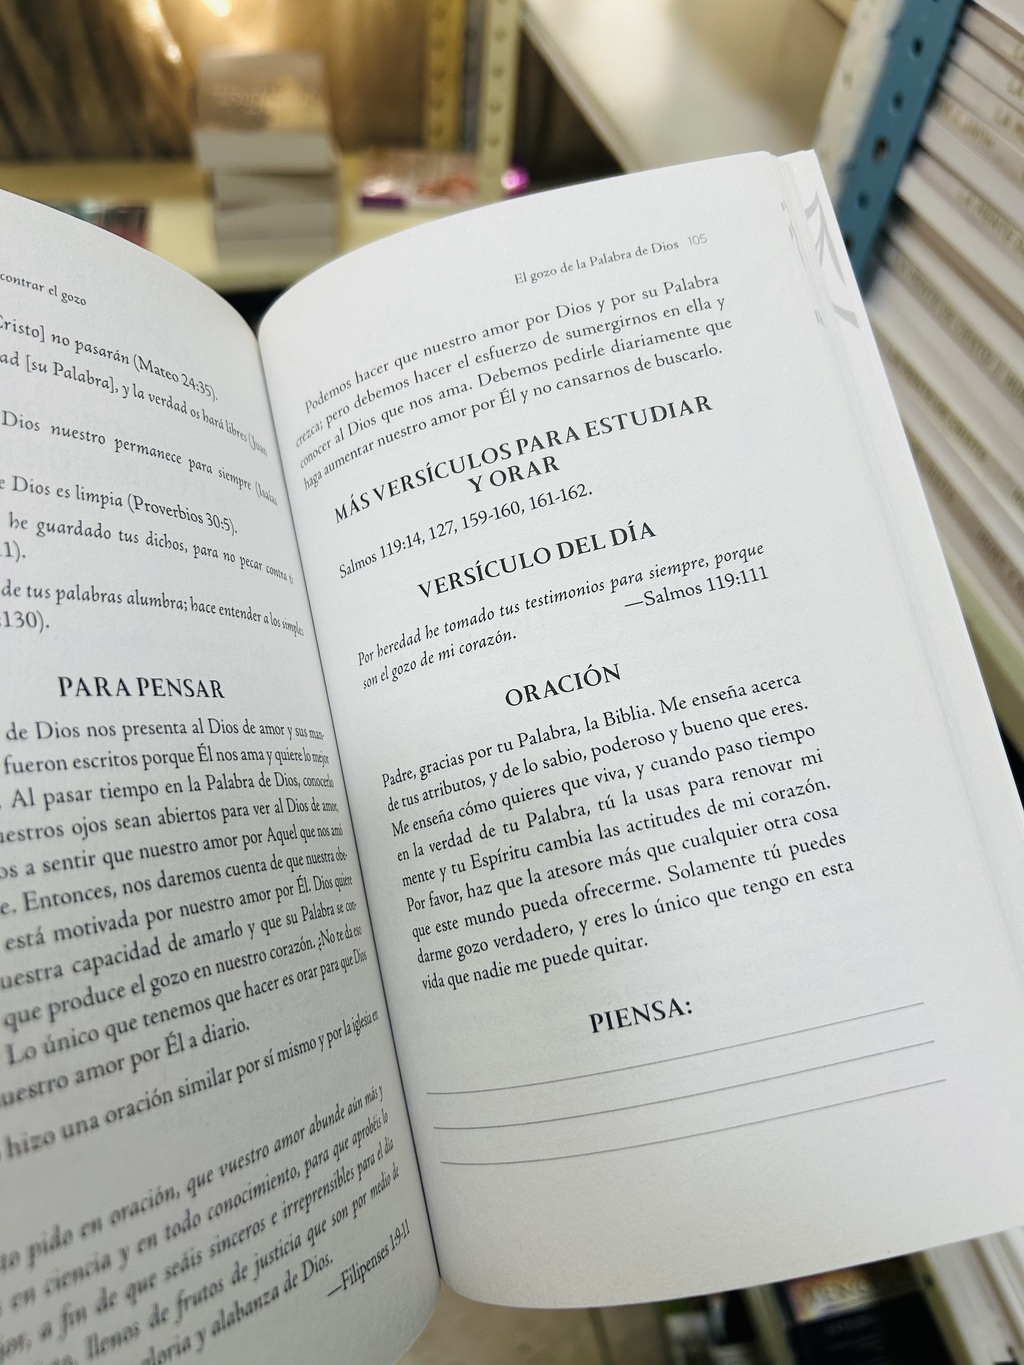 contrar el gozo
Cristo] no pasarán (Mateo 24:35).
ad [su Palabra], y la verdad os hará libres (Juan
Dios nuestro permanece para siempre (Isaías
e Dios es limpia (Proverbios 30:5).
he guardado tus dichos, para no pecar contra ti
1).
de tus palabras alumbra; hace entender a los simples
:130).
PARA PENSAR
de Dios nos presenta al Dios de amor y sus man-
fueron escritos porque Él nos ama y quiere lo mejor
. Al pasar tiempo en la Palabra de Dios, conocerlo
uestros ojos sean abiertos para ver al Dios de amor,
os a sentir que nuestro amor por Aquel que nos amó
e. Entonces, nos daremos cuenta de que nuestra obe-
está motivada por nuestro amor por Él. Dios quiere
uestra capacidad de amarlo y que su Palabra se con-
que produce el gozo en nuestro corazón. ¿No te da eso
Lo único que tenemos que hacer es orar para que Dios
uestro amor por Él a diario.
hizo una oración similar por sí mismo y por la iglesia en
to pido en oración, que vuestro amor abunde aún más y
en ciencia y en todo conocimiento, para que aprobéis lo
jor, a fin de que seáis sinceros e irreprensibles para el día
llenos de frutos de justicia que son por medio de
gloria y alabanza de Dios.
—Filipenses 1:9-11
El gozo de la Palabra de Dios 105
Podemos hacer que nuestro amor por Dios y por su Palabra
crezca; pero debemos hacer el esfuerzo de sumergirnos en ella y
conocer al Dios que nos ama. Debemos pedirle diariamente que
haga aumentar nuestro amor por Él y no cansarnos de buscarlo.
MÁS VERSÍCULOS PARA ESTUDIAR
Y ORAR
Salmos 119:14, 127, 159-160, 161-162.
VERSÍCULO DEL DÍA
Por heredad he tomado tus testimonios para siempre, porque
son el gozo de mi corazón.
—Salmos 119:111
ORACIÓN
Padre, gracias por tu Palabra, la Biblia. Me enseña acerca
de tus atributos, y de lo sabio, poderoso y bueno que eres.
Me enseña cómo quieres que viva, y cuando paso tiempo
en la verdad de tu Palabra, tú la usas para renovar mi
mente y tu Espíritu cambia las actitudes de mi corazón.
Por favor, haz que la atesore más que cualquier otra cosa
que este mundo pueda ofrecerme. Solamente tú puedes
darme gozo verdadero, y eres lo único que tengo en esta
vida que nadie me puede quitar.
PIENSA: